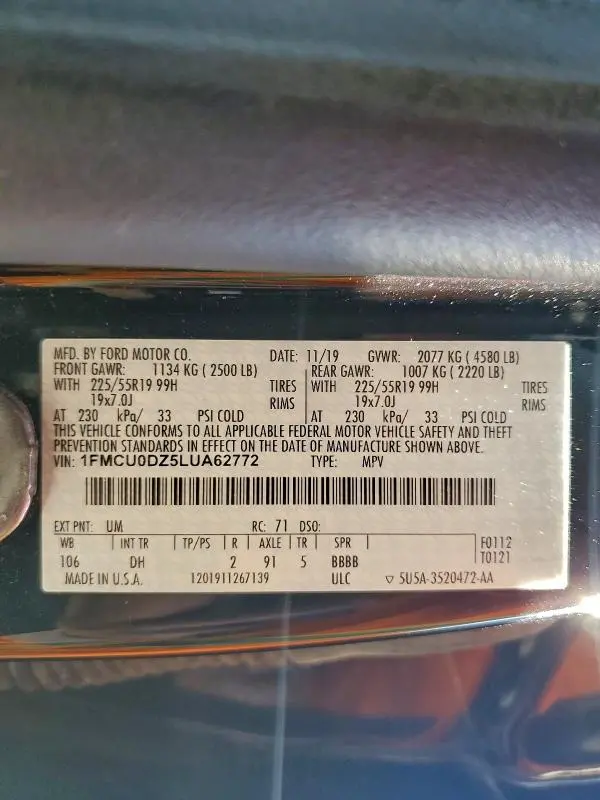 MFD. BY FORD MOTOR CO. DATE: 11/19 GVWR: 2077 KG ( 4580 LB)
FRONT GAWR: 1134 KG ( 2500 LB) REAR GAWR: 1007 KG ( 2220 LB)
WITH 225/55R19 99H TIRES WITH 225/55R19 99H TIRES
19x7.0J RIMS 19x7.0J RIMS
AT 230 kPa/ 33 PSI COLD AT 230 kPa/ 33 PSI COLD
THIS VEHICLE CONFORMS TO ALL APPLICABLE FEDERAL MOTOR VEHICLE SAFETY AND THEFT
PREVENTION STANDARDS IN EFFECT ON THE DATE OF MANUFACTURE SHOWN ABOVE.
VIN: 1FMCU0DZ5LUA62772 TYPE: MPV
EXT PNT: UM RC: 71 DSO:
WB INT TR TP/PS R AXLE TR SPR F0112
106 DH 2 91 5 BBBB T0121
MADE IN U.S.A. 1201911267139 ULC ▽ 5U5A-3520472-AA